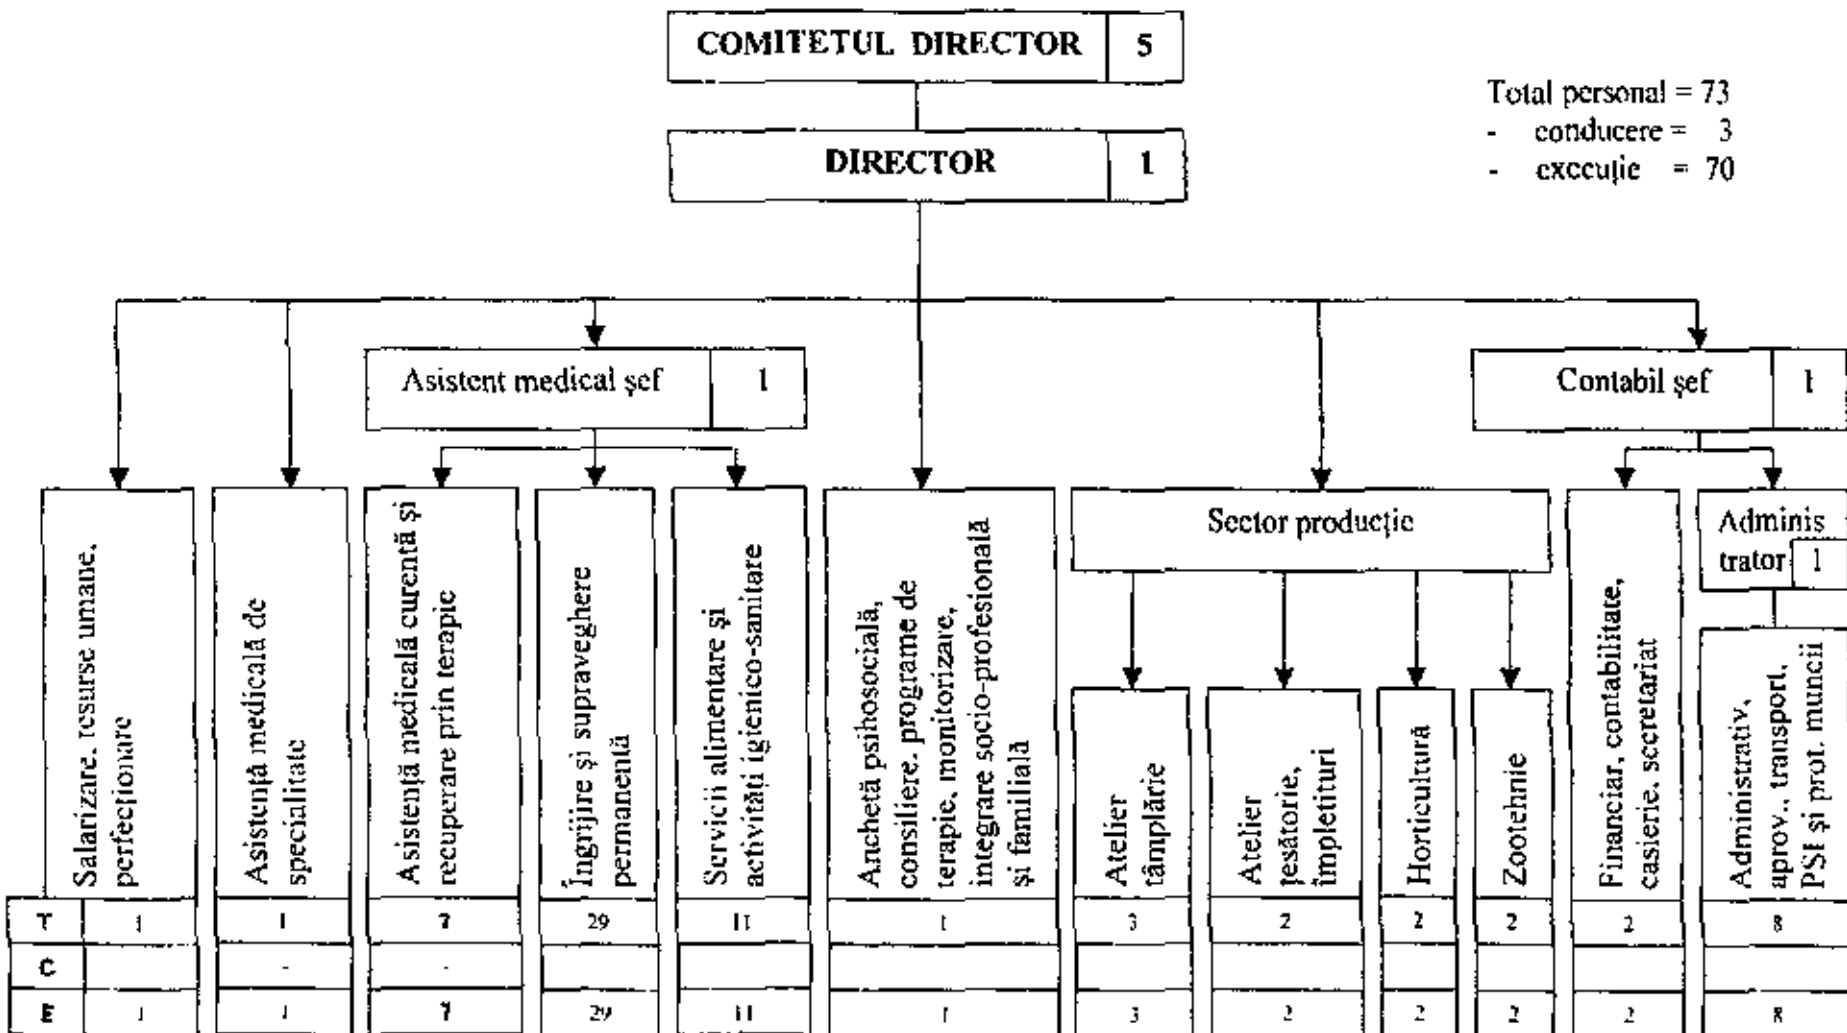 COMITETUL DIRECTOR 5
Total personal = 73
- conducere = 3
- execuție = 70
DIRECTOR 1
Asistent medical șef 1
Contabil șef 1
Salarizare, resurse umane,
perfecționare
Asistență medicală de
specialitate
Asistență medicală curentă și
recuperare prin terapie
Îngrijire și supraveghere
permanentă
Servicii alimentare și
activități igienico-sanitare
Anchetă psihosocială,
consiliere, programe de
terapie, monitorizare,
integrare socio-profesională
și familială
Sector producție
Atelier
tâmplărie
Atelier
țesătorie,
împletituri
Horticultură
Zootehnie
Financiar, contabilitate,
casierie, secretariat
Adminis
trator 1
Administrativ,
aprov., transport,
PSI și prot. muncii
T 1 1 7 29 11 1 3 2 2 2 2 8
C - -
E 1 1 7 29 11 1 3 2 2 2 2 8